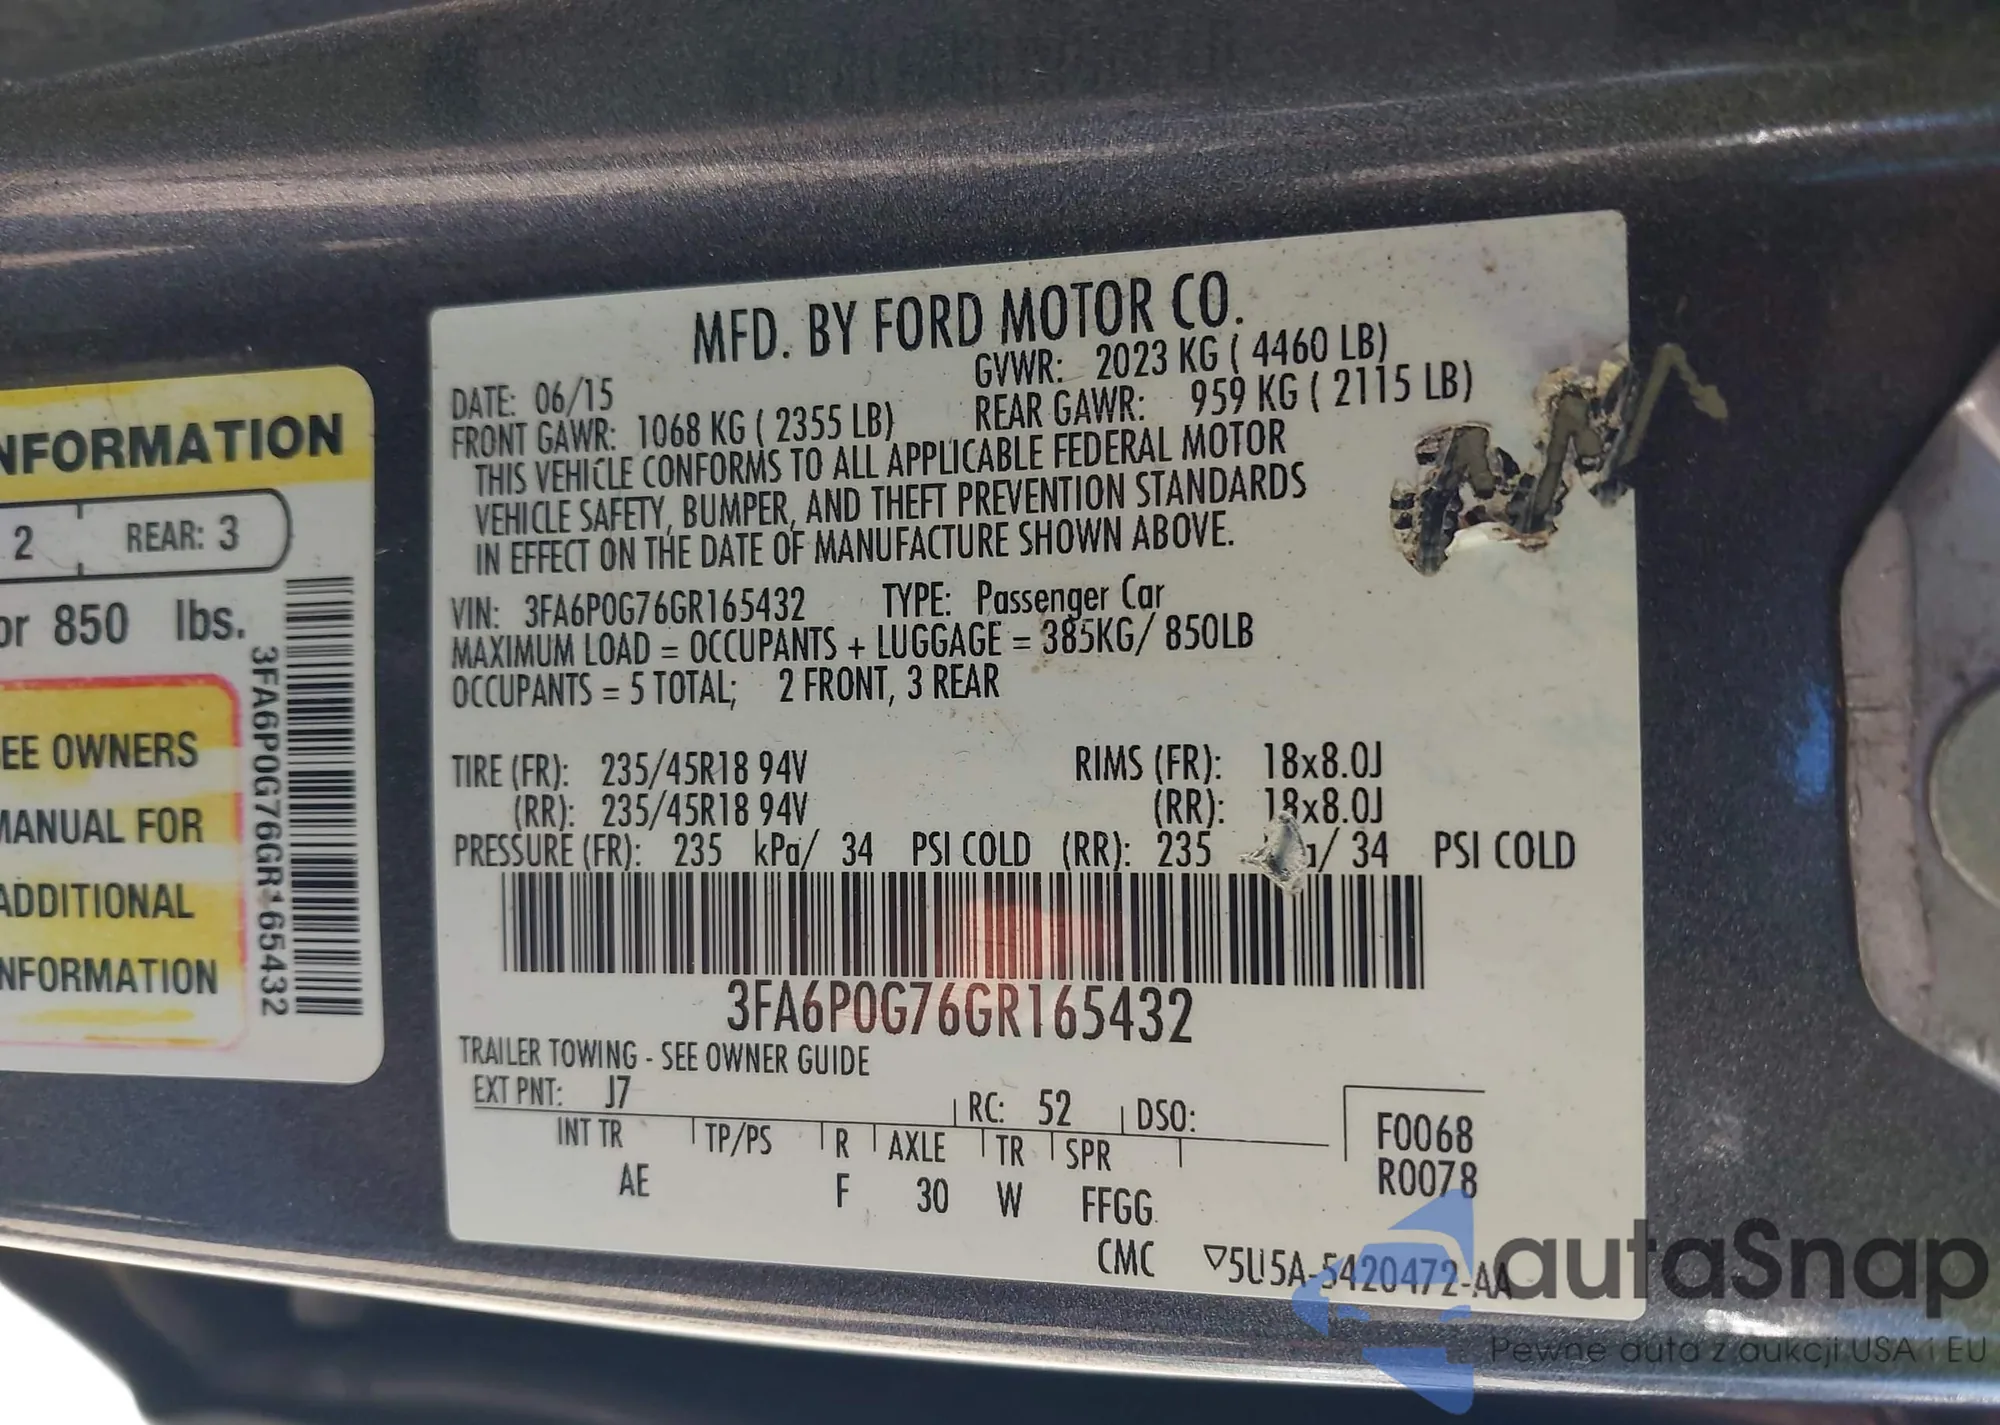 NFORMATION
2 REAR: 3
or 850 lbs.
EE OWNERS
MANUAL FOR
ADDITIONAL
NFORMATION
3FA6P0G76GR165432
MFD. BY FORD MOTOR CO.
DATE: 06/15 GVWR: 2023 KG ( 4460 LB)
FRONT GAWR: 1068 KG ( 2355 LB) REAR GAWR: 959 KG ( 2115 LB)
THIS VEHICLE CONFORMS TO ALL APPLICABLE FEDERAL MOTOR
VEHICLE SAFETY, BUMPER, AND THEFT PREVENTION STANDARDS
IN EFFECT ON THE DATE OF MANUFACTURE SHOWN ABOVE.
VIN: 3FA6P0G76GR165432 TYPE: Passenger Car
MAXIMUM LOAD = OCCUPANTS + LUGGAGE = 385KG/ 850LB
OCCUPANTS = 5 TOTAL; 2 FRONT, 3 REAR
TIRE (FR): 235/45R18 94V RIMS (FR): 18x8.0J
(RR): 235/45R18 94V (RR): 18x8.0J
PRESSURE (FR): 235 kPa/ 34 PSI COLD (RR): 235 / 34 PSI COLD
3FA6P0G76GR165432
TRAILER TOWING - SEE OWNER GUIDE
EXT PNT: J7 RC: 52 DSO:
INT TR TP/PS R AXLE TR SPR
AE F 30 W FFGG
F0068
R0078
CMC ▽5U5A-5420472-AA
autaSnap
Pewne auta z aukcji USA i EU